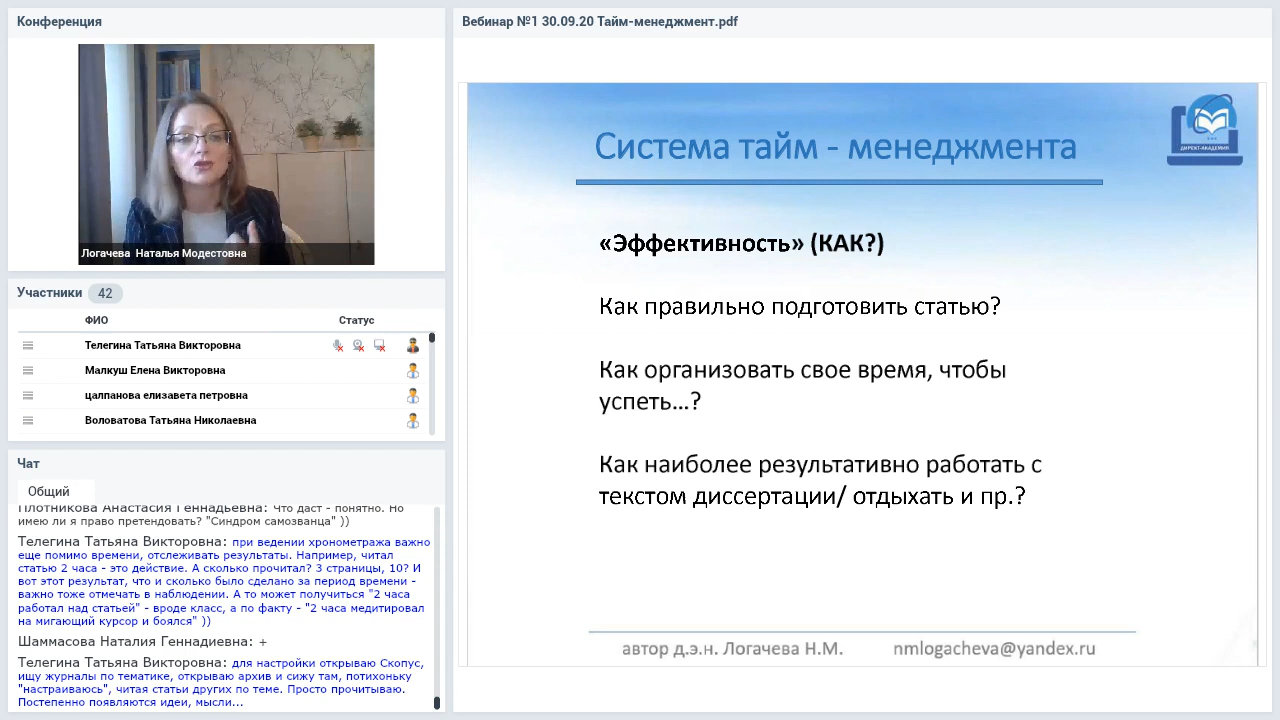 Конференция
Логачева  Наталья Модестовна
Участники 42
ФИО Статус
Телегина Татьяна Викторовна
Малкуш Елена Викторовна
цалпанова елизавета петровна
Воловатова Татьяна Николаевна
Чат
Общий
Плотникова Анастасия Геннадьевна: Что даст - понятно. Но
имею ли я право претендовать? "Синдром самозванца" ))
Телегина Татьяна Викторовна: при ведении хронометража важно
еще помимо времени, отслеживать результаты. Например, читал
статью 2 часа - это действие. А сколько прочитал? 3 страницы, 10? И
вот этот результат, что и сколько было сделано за период времени -
важно тоже отмечать в наблюдении. А то может получиться "2 часа
работал над статьей" - вроде класс, а по факту - "2 часа медитировал
на мигающий курсор и боялся" ))
Шаммасова Наталия Геннадиевна: +
Телегина Татьяна Викторовна: для настройки открываю Скопус,
ищу журналы по тематике, открываю архив и сижу там, потихоньку
"настраиваюсь", читая статьи других по теме. Просто прочитываю.
Постепенно появляются идеи, мысли...
Вебинар №1 30.09.20 Тайм-менеджмент.pdf
Система тайм - менеджмента
ДИРЕКТ-АКАДЕМИЯ
«Эффективность» (КАК?)
Как правильно подготовить статью?
Как организовать свое время, чтобы
успеть…?
Как наиболее результативно работать с
текстом диссертации/ отдыхать и пр.?
автор д.э.н. Логачева Н.М. nmlogacheva@yandex.ru